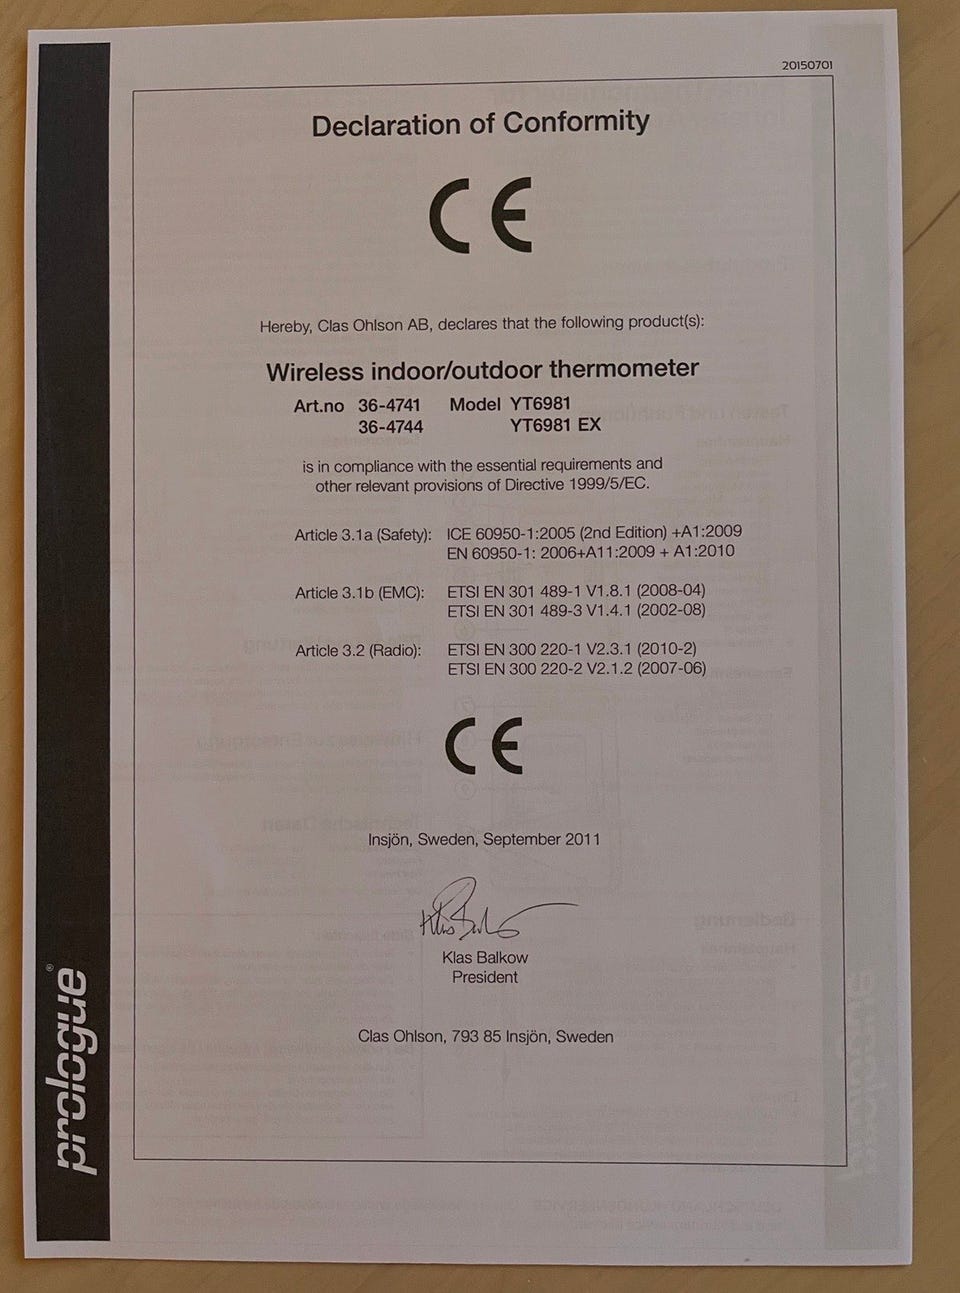 20150701
Declaration of Conformity
CE
Hereby, Clas Ohlson AB, declares that the following product(s):
Wireless indoor/outdoor thermometer
Art.no 36-4741 Model YT6981
36-4744 YT6981 EX
is in compliance with the essential requirements and
other relevant provisions of Directive 1999/5/EC.
Article 3.1a (Safety): ICE 60950-1:2005 (2nd Edition) +A1:2009
EN 60950-1: 2006+A11:2009 + A1:2010
Article 3.1b (EMC): ETSI EN 301 489-1 V1.8.1 (2008-04)
ETSI EN 301 489-3 V1.4.1 (2002-08)
Article 3.2 (Radio): ETSI EN 300 220-1 V2.3.1 (2010-2)
ETSI EN 300 220-2 V2.1.2 (2007-06)
CE
Insjön, Sweden, September 2011
Klas Balkow
President
Clas Ohlson, 793 85 Insjön, Sweden
prologue®